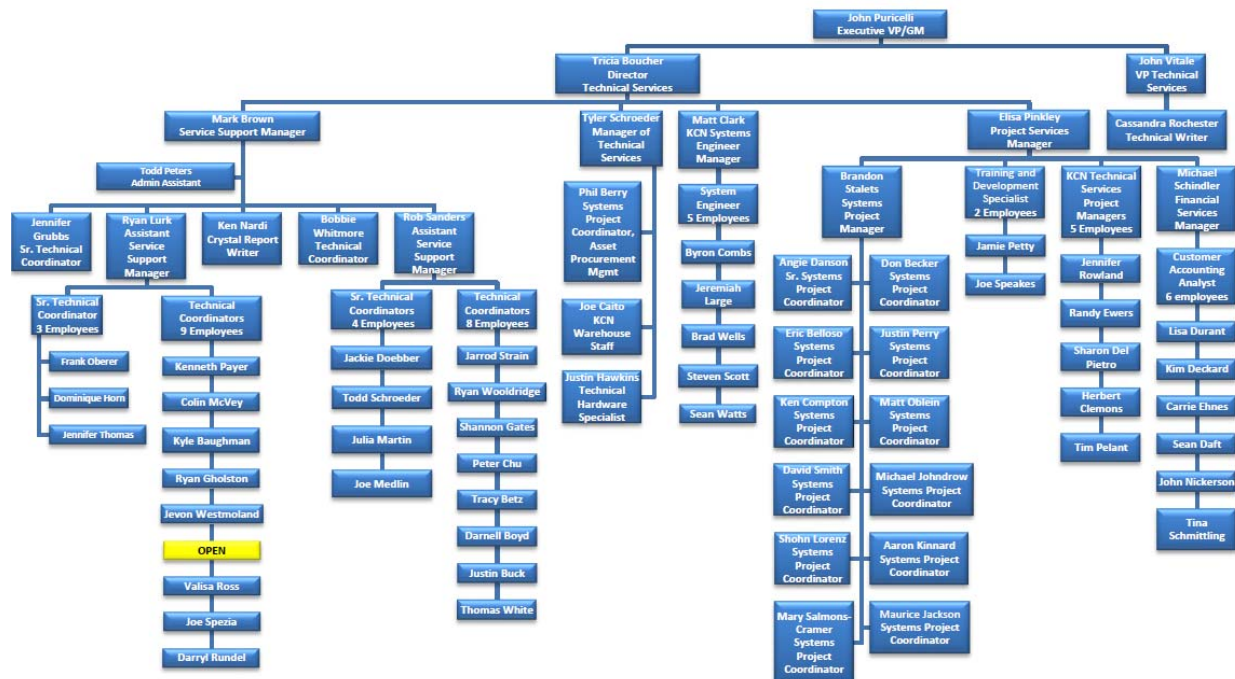 John Puricelli
Executive VP/GM
Tricia Boucher
Director
Technical Services
John Vitale
VP Technical
Services
Mark Brown
Service Support Manager
Tyler Schroeder
Manager of
Technical
Services
Matt Clark
KCN Systems
Engineer
Manager
Elisa Pinkley
Project Services
Manager
Cassandra Rochester
Technical Writer
Todd Peters
Admin Assistant
Jennifer
Grubbs
Sr. Technical
Coordinator
Ryan Lurk
Assistant
Service
Support
Manager
Ken Nardi
Crystal Report
Writer
Bobbie
Whitmore
Technical
Coordinator
Rob Sanders
Assistant
Service
Support
Manager
Sr. Technical
Coordinator
3 Employees
Frank Oberer
Dominique Horn
Jennifer Thomas
Technical
Coordinators
9 Employees
Kenneth Payer
Colin McVey
Kyle Baughman
Ryan Gholston
Jevon Westmoland
OPEN
Valisa Ross
Joe Spezia
Darryl Rundel
Sr. Technical
Coordinators
4 Employees
Jackie Doebber
Todd Schroeder
Julia Martin
Joe Medlin
Technical
Coordinators
8 Employees
Jarrod Strain
Ryan Wooldridge
Shannon Gates
Peter Chu
Tracy Betz
Darnell Boyd
Justin Buck
Thomas White
Phil Berry
Systems
Project
Coordinator,
Asset
Procurement
Mgmt
Joe Caito
KCN
Warehouse
Staff
Justin Hawkins
Technical
Hardware
Specialist
System
Engineer
5 Employees
Byron Combs
Jeremiah
Large
Brad Wells
Steven Scott
Sean Watts
Brandon
Stalets
Systems
Project
Manager
Angie Danson
Sr. Systems
Project
Coordinator
Don Becker
Systems
Project
Coordinator
Eric Belloso
Systems
Project
Coordinator
Justin Perry
Systems
Project
Coordinator
Ken Compton
Systems
Project
Coordinator
Matt Oblein
Systems
Project
Coordinator
David Smith
Systems
Project
Coordinator
Michael Johndrow
Systems Project
Coordinator
Shohn Lorenz
Systems
Project
Coordinator
Aaron Kinnard
Systems Project
Coordinator
Mary Salmons-
Cramer
Systems
Project
Coordinator
Maurice Jackson
Systems Project
Coordinator
Training and
Development
Specialist
2 Employees
Jamie Petty
Joe Speakes
KCN Technical
Services
Project
Managers
5 Employees
Jennifer
Rowland
Randy Ewers
Sharon Del
Pietro
Herbert
Clemons
Tim Pelant
Michael
Schindler
Financial
Services
Manager
Customer
Accounting
Analyst
6 employees
Lisa Durant
Kim Deckard
Carrie Ehnes
Sean Daft
John Nickerson
Tina
Schmittling